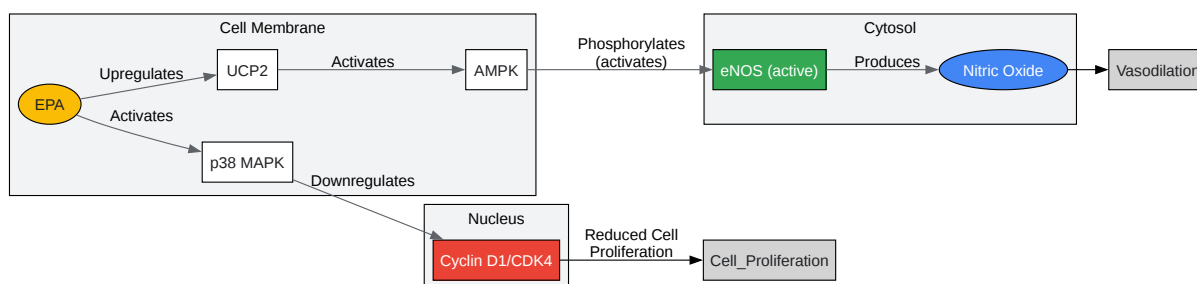 Cell Membrane
Cytosol
Upregulates
UCP2
Activates
AMPK
Phosphorylates
(activates)
eNOS (active)
Produces
Nitric Oxide
Vasodilation
EPA
Activates
p38 MAPK
Downregulates
Nucleus
Cyclin D1/CDK4
Reduced Cell
Proliferation
Cell_Proliferation